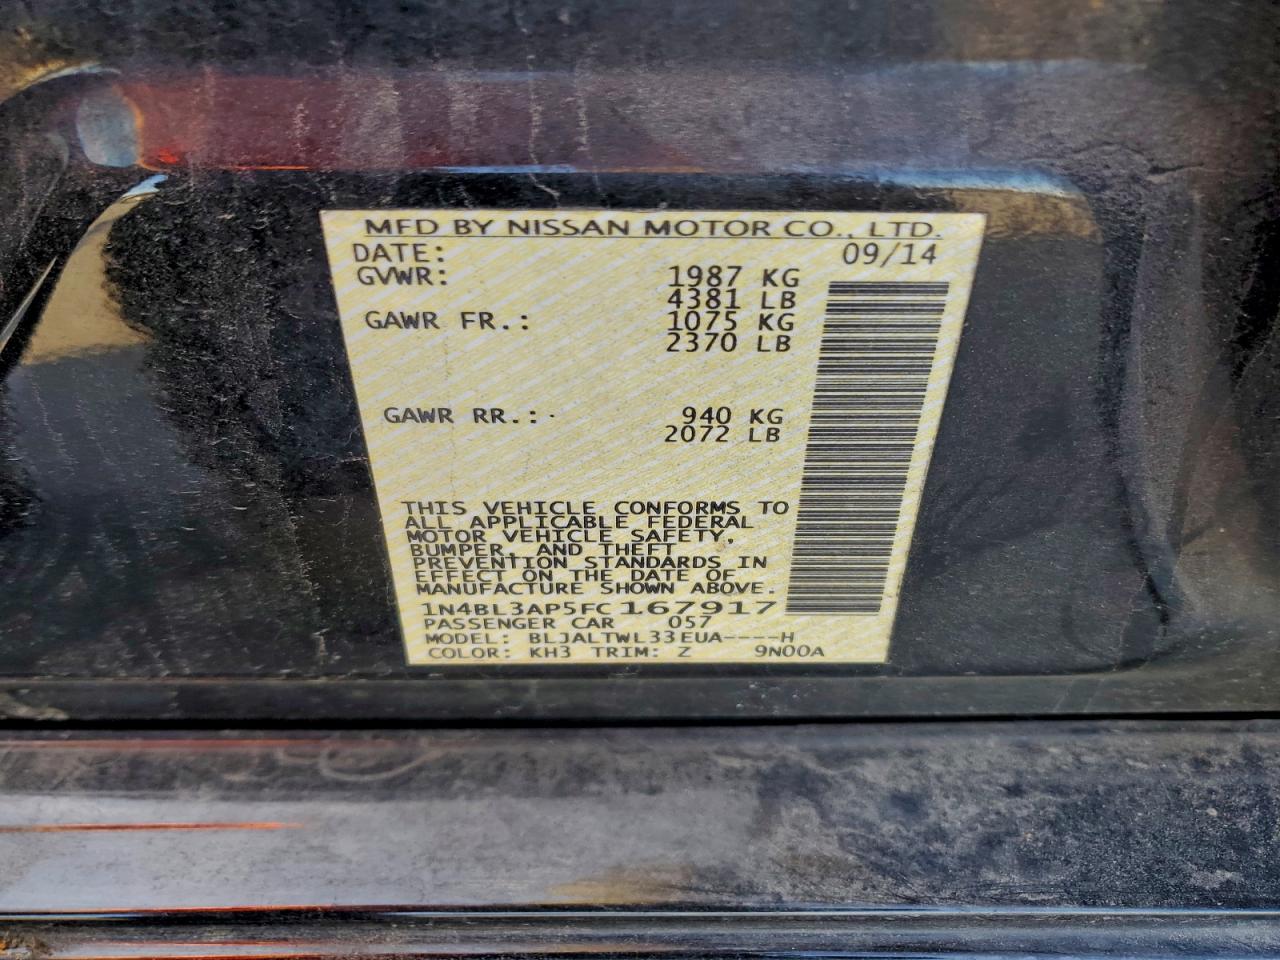 MFD BY NISSAN MOTOR CO., LTD.
DATE: 09/14
GVWR: 1987 KG
4381 LB
GAWR FR.: 1075 KG
2370 LB
GAWR RR.: 940 KG
2072 LB
THIS VEHICLE CONFORMS TO
ALL APPLICABLE FEDERAL
MOTOR VEHICLE SAFETY,
BUMPER, AND THEFT
PREVENTION STANDARDS IN
EFFECT ON THE DATE OF
MANUFACTURE SHOWN ABOVE.
1N4BL3AP5FC167917
PASSENGER CAR 057
MODEL: BLJALTWL33EUA----H
COLOR: KH3 TRIM: Z 9N00A